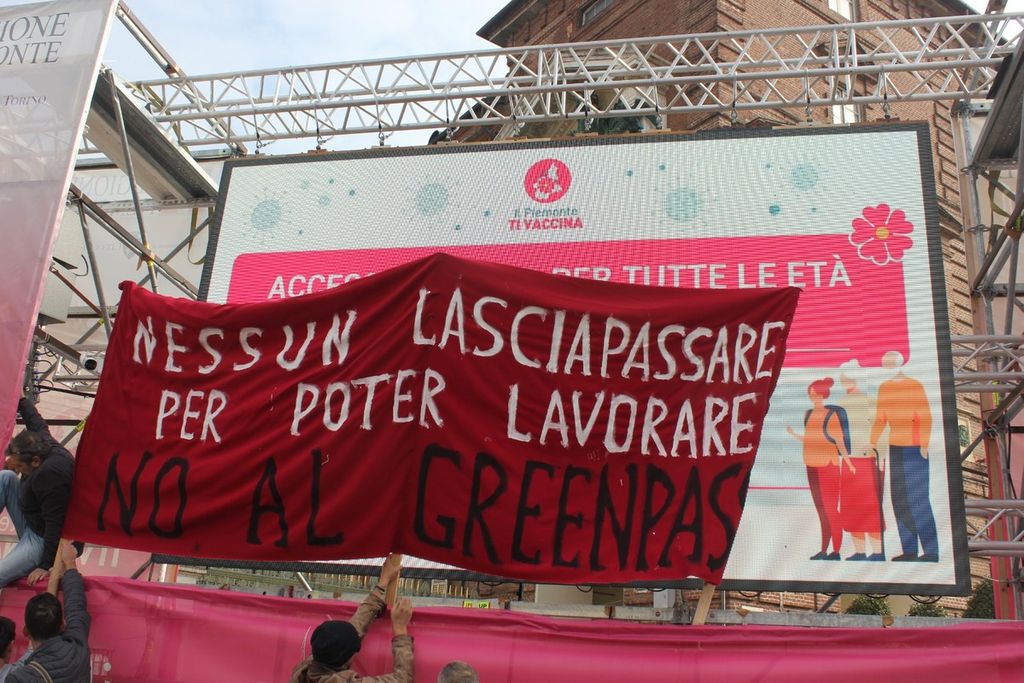 IONE
ONTE
TORINO
Il Piemonte
TI VACCINA
PER TUTTE LE ETÀ
NESSUN LASCIAPASSARE
PER POTER LAVORARE
NO AL GREENPAS